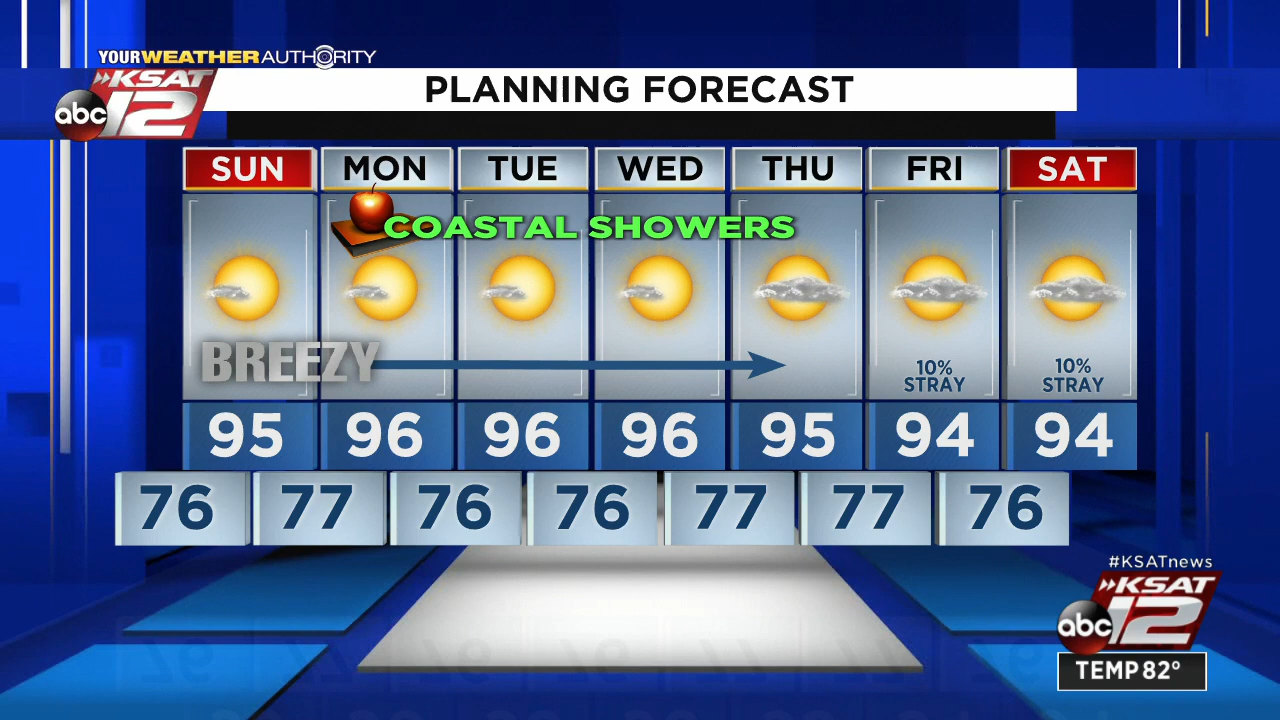 YOUR WEATHER AUTHORITY
KSAT
abc 12
PLANNING FORECAST
SUN MON TUE WED THU FRI SAT
COASTAL SHOWERS
BREEZY
10% STRAY
10% STRAY
95 96 96 96 95 94 94
76 77 76 76 77 77 76
#KSATnews
KSAT
abc 12
TEMP 82°